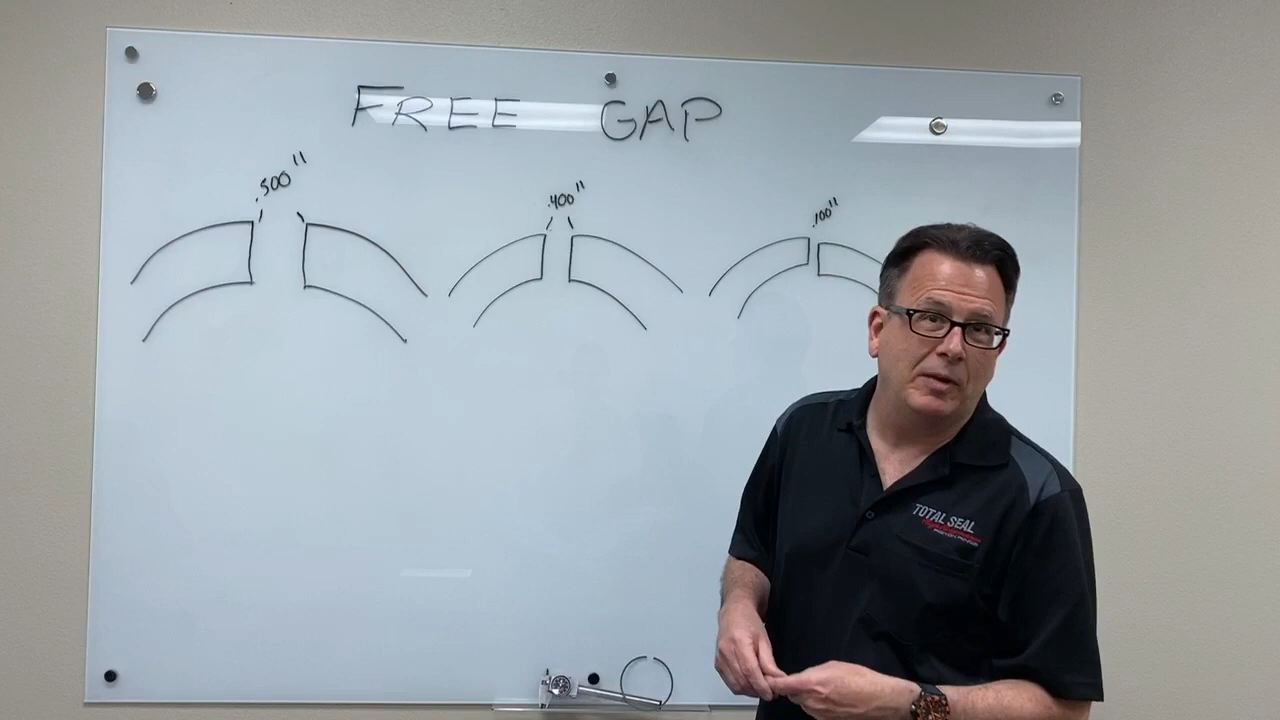 FREE GAP
.500"
.400"
.100"
TOTAL SEAL